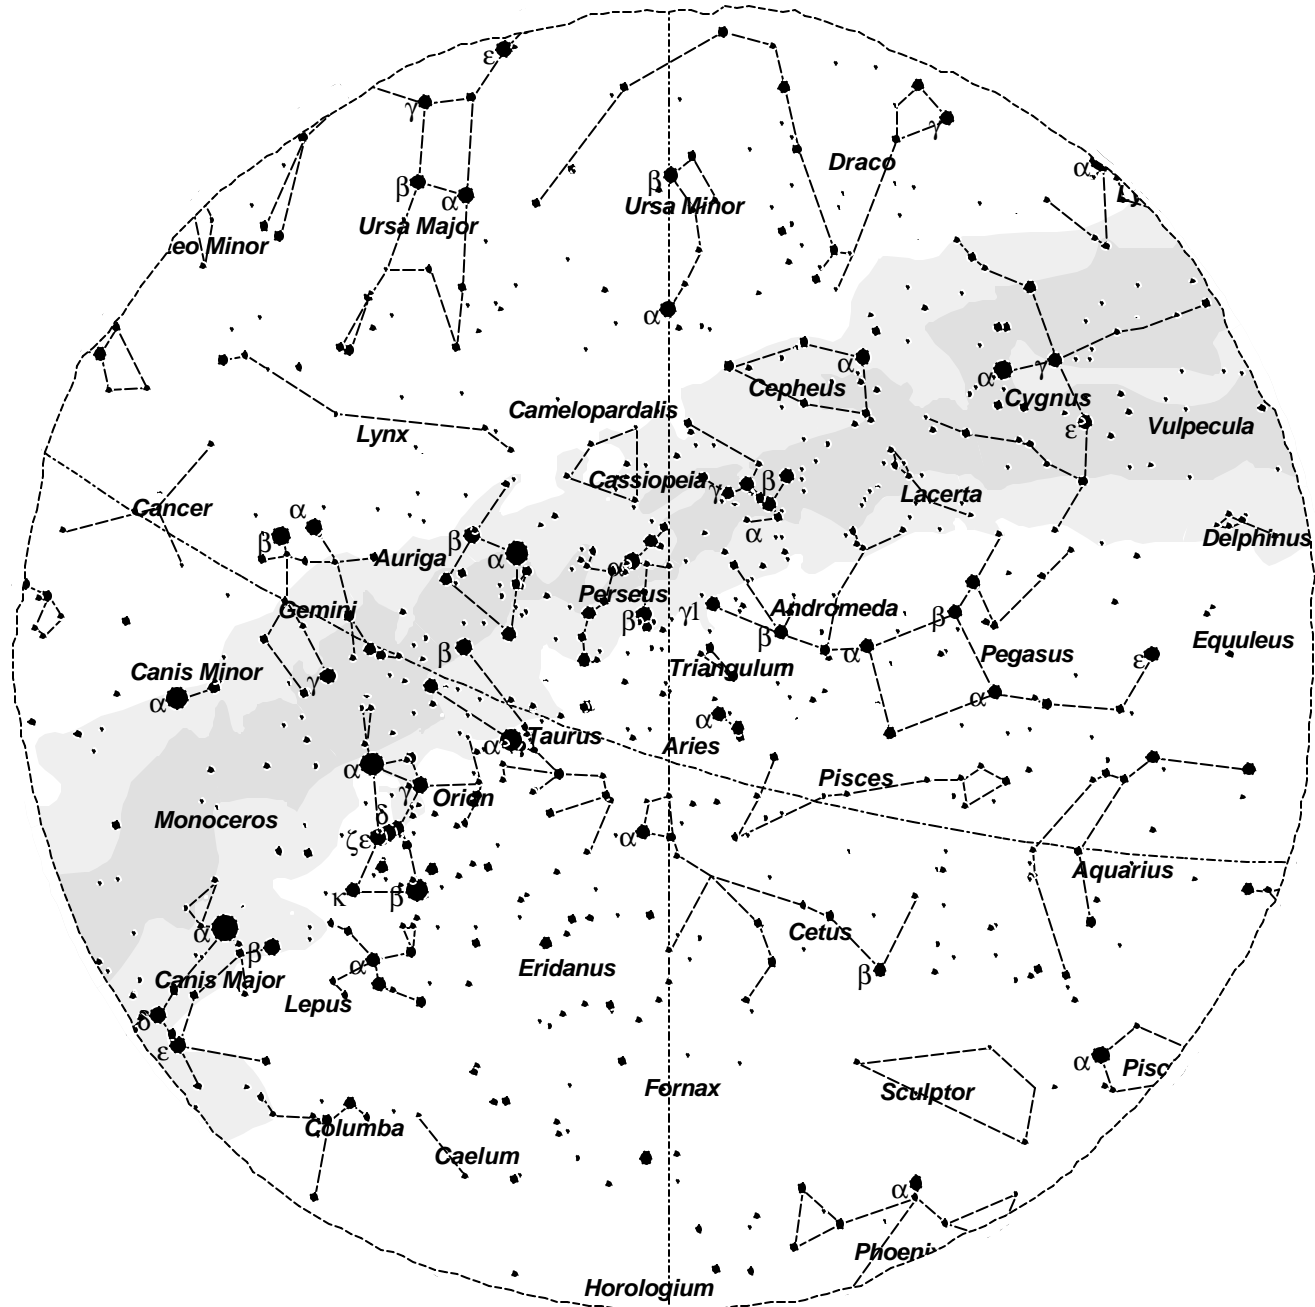 ε
γ
α
γ
Draco
β
α
β
Ursa Minor
Ursa Major
eo Minor
α
α
Cepheus
α
γ
Cygnus
ε
Vulpecula
Camelopardalis
Lynx
Cassiopeia
γ
β
α
Lacerta
Cancer
α
β
Auriga
β
α
Delphinus
α
Perseus
β
γ1
Andromeda
β
α
β
Pegasus
α
ε
Equuleus
Gemini
γ
β
Triangulum
Canis Minor
α
α
Taurus
α
Aries
Pisces
α
γ
Orion
δ
ζ
ε
κ
β
Monoceros
α
Aquarius
α
β
Canis Major
δ
ε
α
Lepus
Eridanus
Cetus
β
α
Pisc
Fornax
Sculptor
Columba
Caelum
α
Phoeni
Horologium